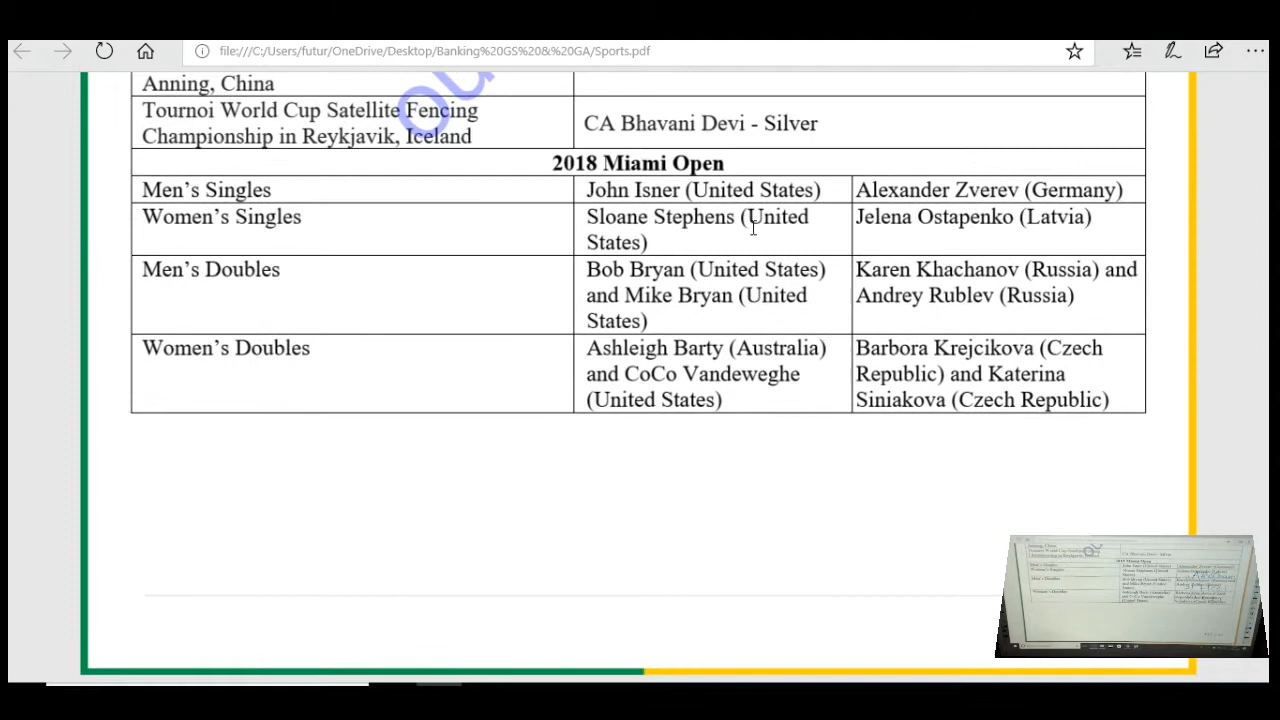 file:///C:/Users/futur/OneDrive/Desktop/Banking%20GS%20&%20GA/Sports.pdf
Anning, China
Tournoi World Cup Satellite Fencing
Championship in Reykjavik, Iceland
CA Bhavani Devi - Silver
2018 Miami Open
Men’s Singles
John Isner (United States)
Alexander Zverev (Germany)
Women’s Singles
Sloane Stephens (United
States)
Jelena Ostapenko (Latvia)
Men’s Doubles
Bob Bryan (United States)
and Mike Bryan (United
States)
Karen Khachanov (Russia) and
Andrey Rublev (Russia)
Women’s Doubles
Ashleigh Barty (Australia)
and CoCo Vandeweghe
(United States)
Barbora Krejcikova (Czech
Republic) and Katerina
Siniakova (Czech Republic)